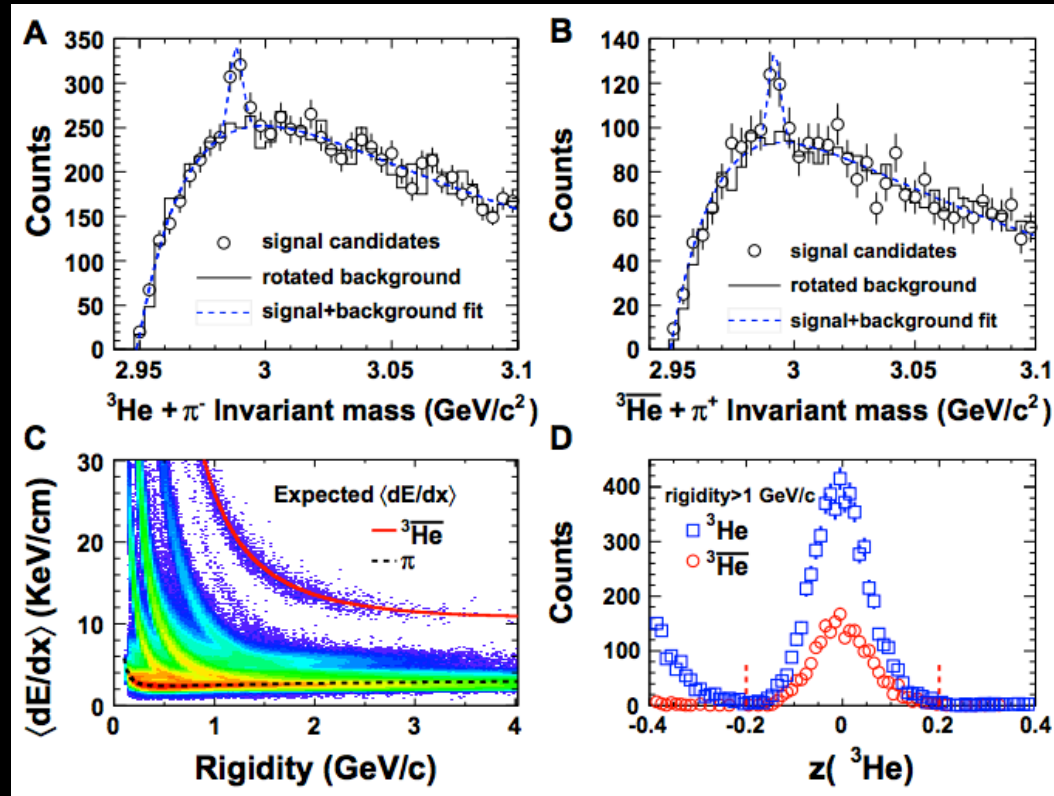 A
350
300
250
200
150
100
50
0
Counts
signal candidates
rotated background
signal+background fit
2.95 3 3.05 3.1
³He + π⁻ Invariant mass (GeV/c²)
B
140
120
100
80
60
40
20
0
Counts
signal candidates
rotated background
signal+background fit
2.95 3 3.05 3.1
³H̅e̅ + π⁺ Invariant mass (GeV/c²)
C
30
20
10
0
⟨dE/dx⟩ (KeV/cm)
Expected ⟨dE/dx⟩
³H̅e̅
π
0 1 2 3 4
Rigidity (GeV/c)
D
400
300
200
100
0
Counts
rigidity>1 GeV/c
³He
³H̅e̅
-0.4 -0.2 0 0.2 0.4
z( ³He)